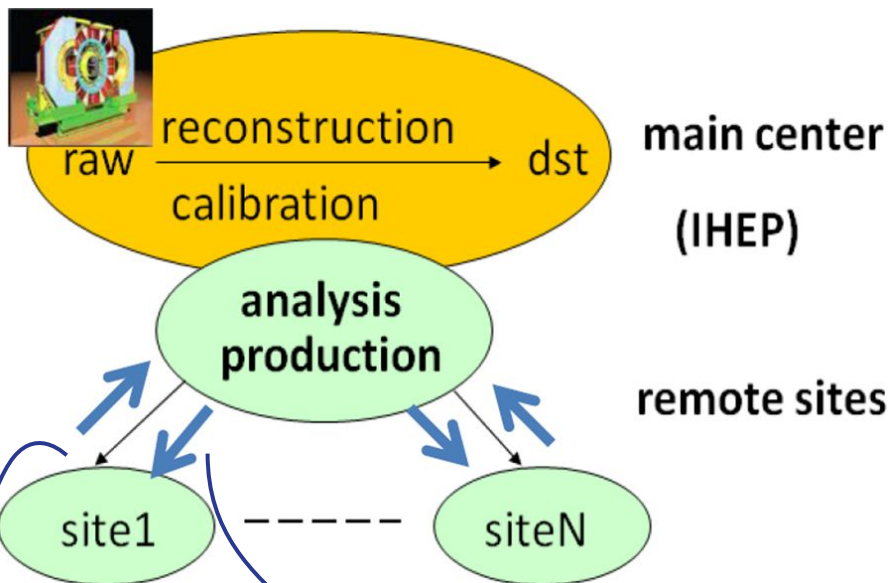 reconstruction
main center
raw
dst
calibration
(IHEP)
analysis
production
remote sites
site1
siteN